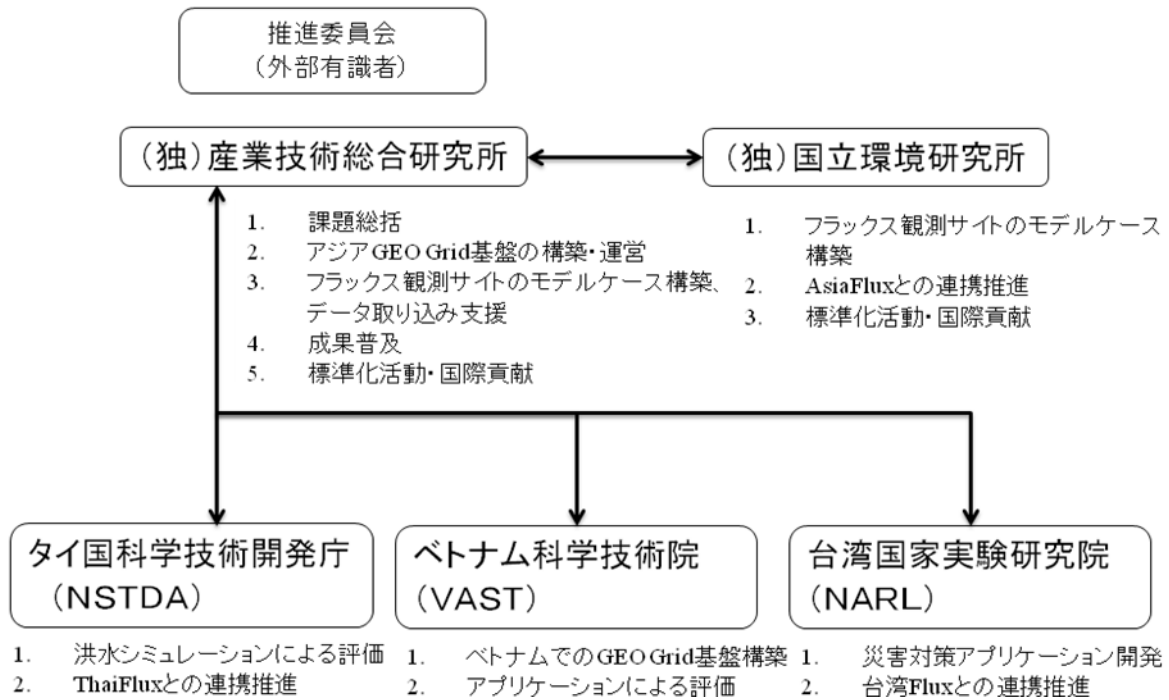 推進委員会
（外部有識者）
（独）産業技術総合研究所
（独）国立環境研究所
1. 課題総括
2. アジアGEO Grid基盤の構築・運営
3. フラックス観測サイトのモデルケース構築、
データ取り込み支援
4. 成果普及
5. 標準化活動・国際貢献
1. フラックス観測サイトのモデルケース
構築
2. AsiaFluxとの連携推進
3. 標準化活動・国際貢献
タイ国科学技術開発庁
（NSTDA）
1. 洪水シミュレーションによる評価
2. ThaiFluxとの連携推進
ベトナム科学技術院
（VAST）
1. ベトナムでのGEO Grid基盤構築
2. アプリケーションによる評価
台湾国家実験研究院
（NARL）
1. 災害対策アプリケーション開発
2. 台湾Fluxとの連携推進